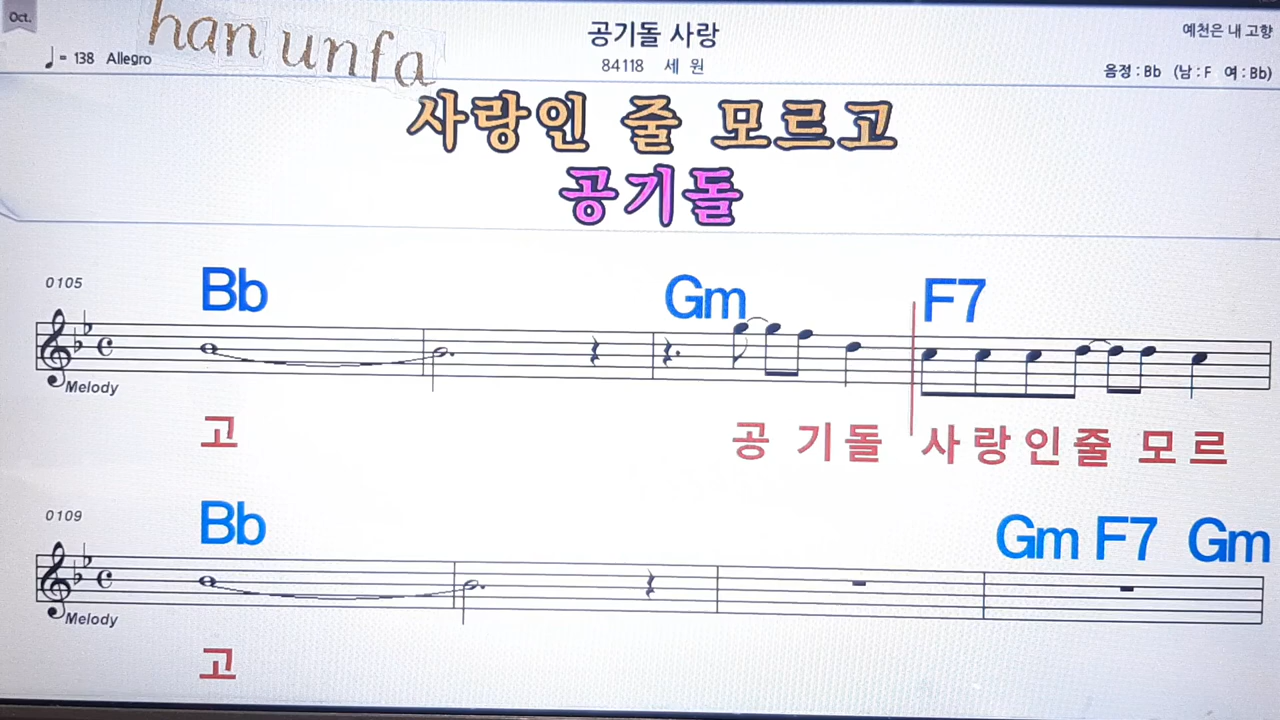 Oct.
han unfa
♩= 138 Allegro
공기돌 사랑
84118 세 원
예천은 내 고향
음정 : Bb (남 : F 여 : Bb)
사랑인 줄 모르고
공기돌
0105
Bb Gm F7
Melody
고 공 기 돌 사 랑 인 줄 모 르
0109
Bb Gm F7 Gm
Melody
고